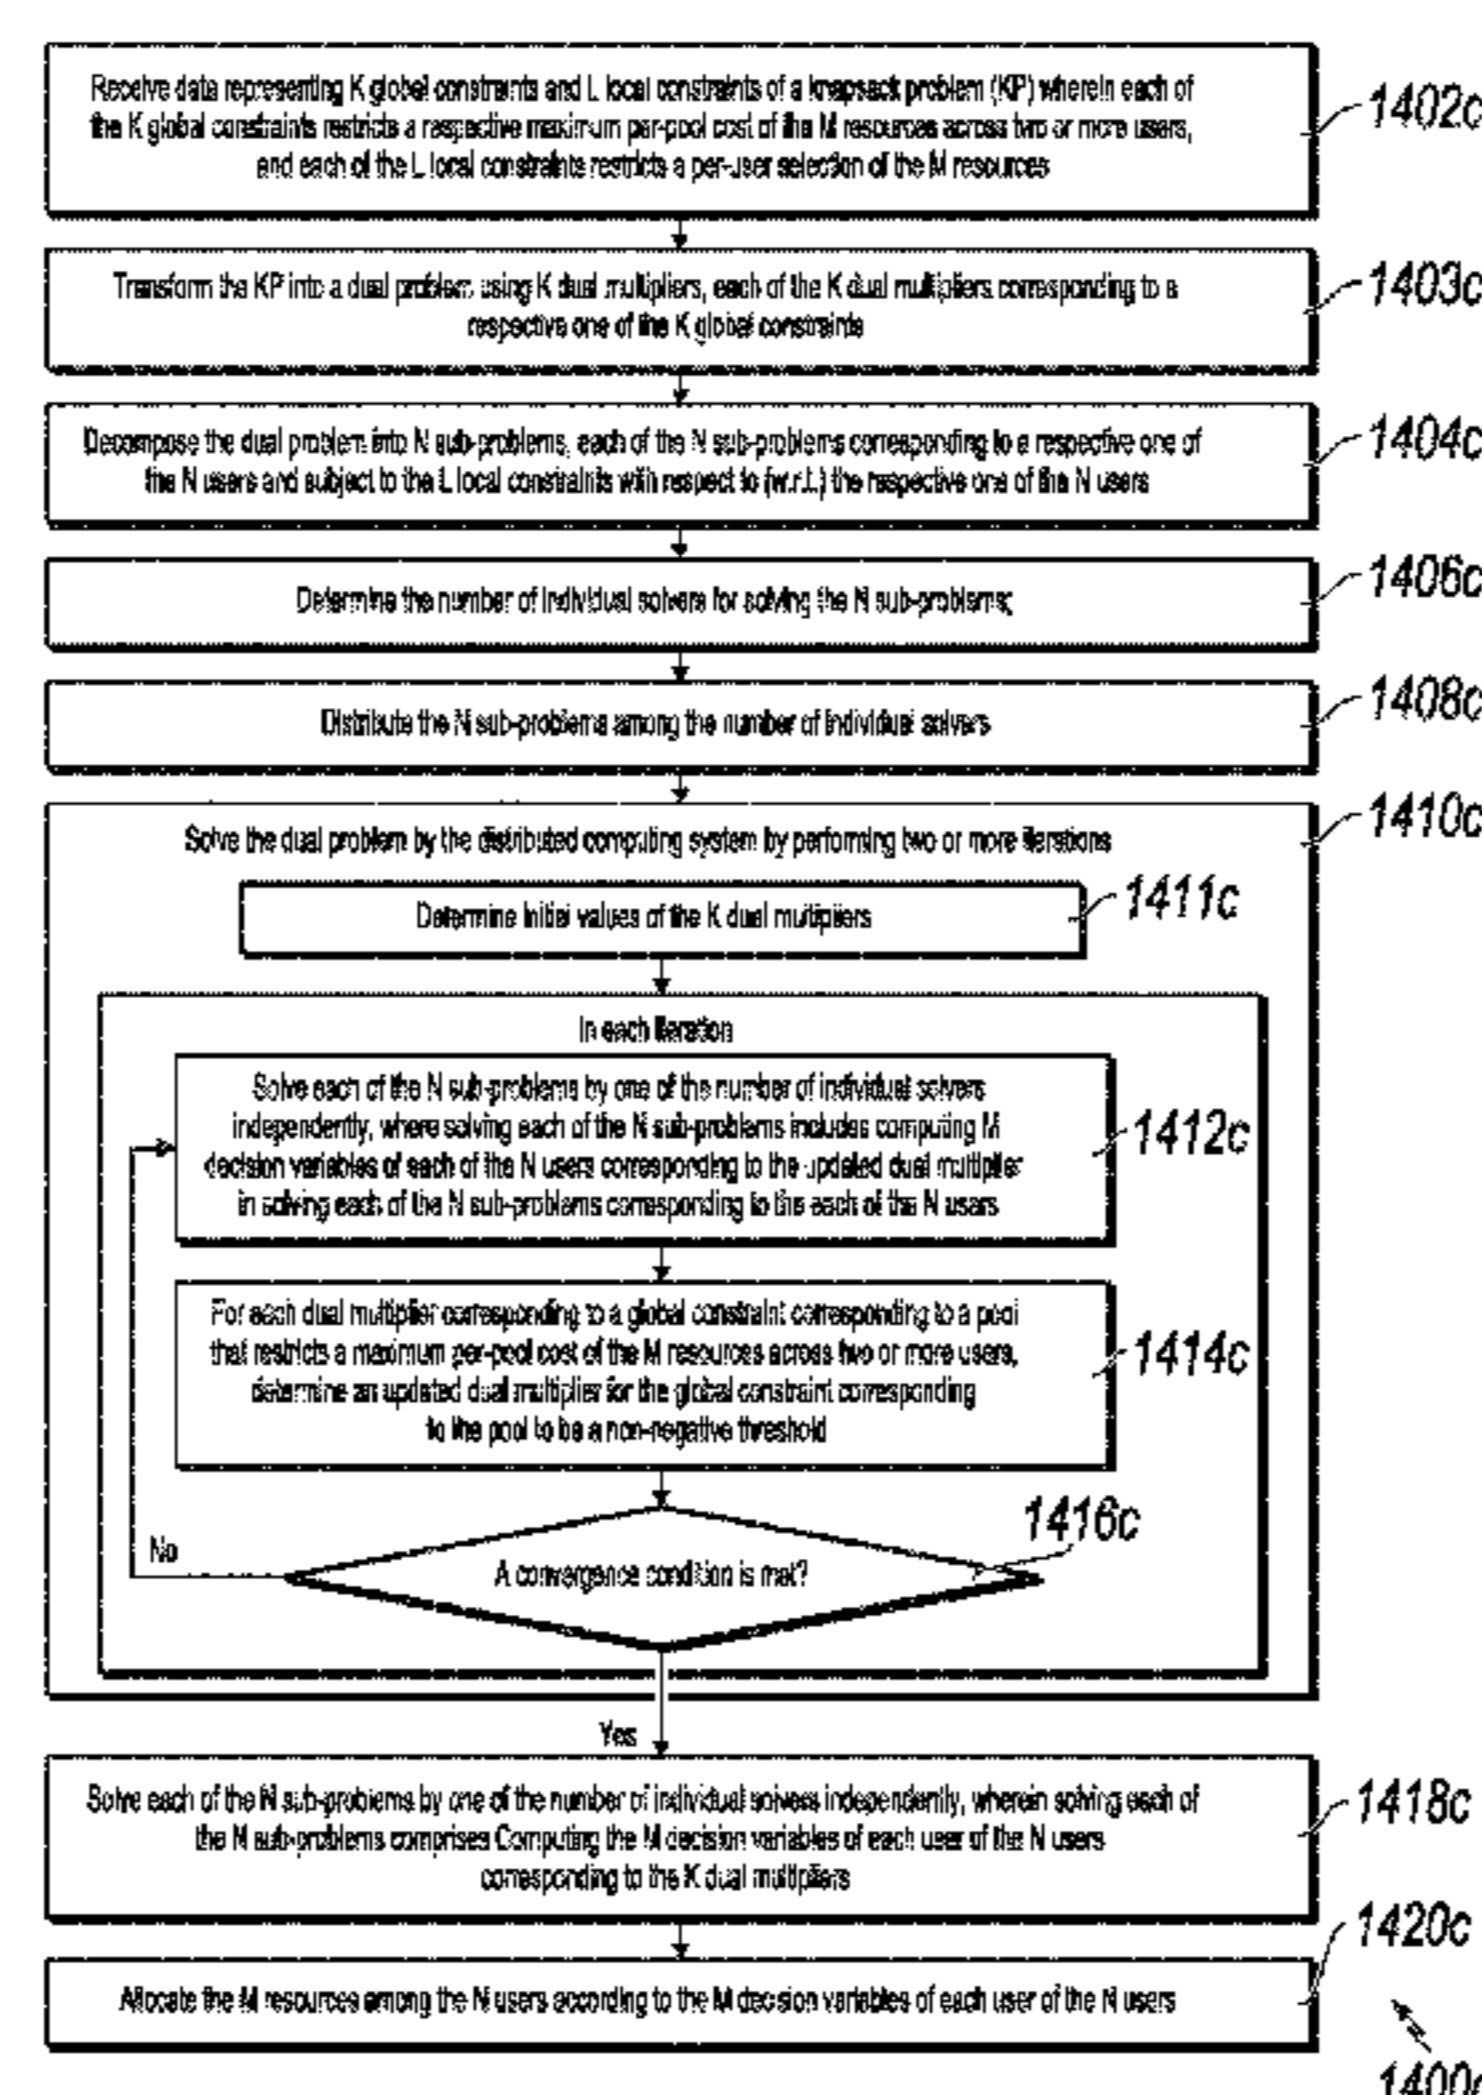 Receive data representing K global constraints and L local constraints of a knapsack problem (KP) wherein each of
the K global constraints restricts a respective maximum per-pool cost of the M resources across two or more users,
and each of the L local constraints restricts a per-user selection of the M resources
1402c
Transform the KP into a dual problem using K dual multipliers, each of the K dual multipliers corresponding to a
respective one of the K global constraints
1403c
Decompose the dual problem into N sub-problems, each of the N sub-problems corresponding to a respective one of
the N users and subject to the L local constraints with respect to (w.r.t.) the respective one of the N users
1404c
Determine the number of individual solvers for solving the N sub-problems;
1406c
Distribute the N sub-problems among the number of individual solvers
1408c
Solve the dual problem by the distributed computing system by performing two or more iterations
1410c
Determine initial values of the K dual multipliers
1411c
In each iteration
Solve each of the N sub-problems by one of the number of individual solvers
independently, where solving each of the N sub-problems includes computing M
decision variables of each of the N users corresponding to the updated dual multiplier
in solving each of the N sub-problems corresponding to the each of the N users
1412c
For each dual multiplier corresponding to a global constraint corresponding to a pool
that restricts a maximum per-pool cost of the M resources across two or more users,
determine an updated dual multiplier for the global constraint corresponding
to the pool to be a non-negative threshold
1414c
A convergence condition is met?
1416c
No
Yes
Solve each of the N sub-problems by one of the number of individual solvers independently, wherein solving each of
the N sub-problems comprises Computing the M decision variables of each user of the N users
corresponding to the K dual multipliers
1418c
Allocate the M resources among the N users according to the M decision variables of each user of the N users
1420c
1400c